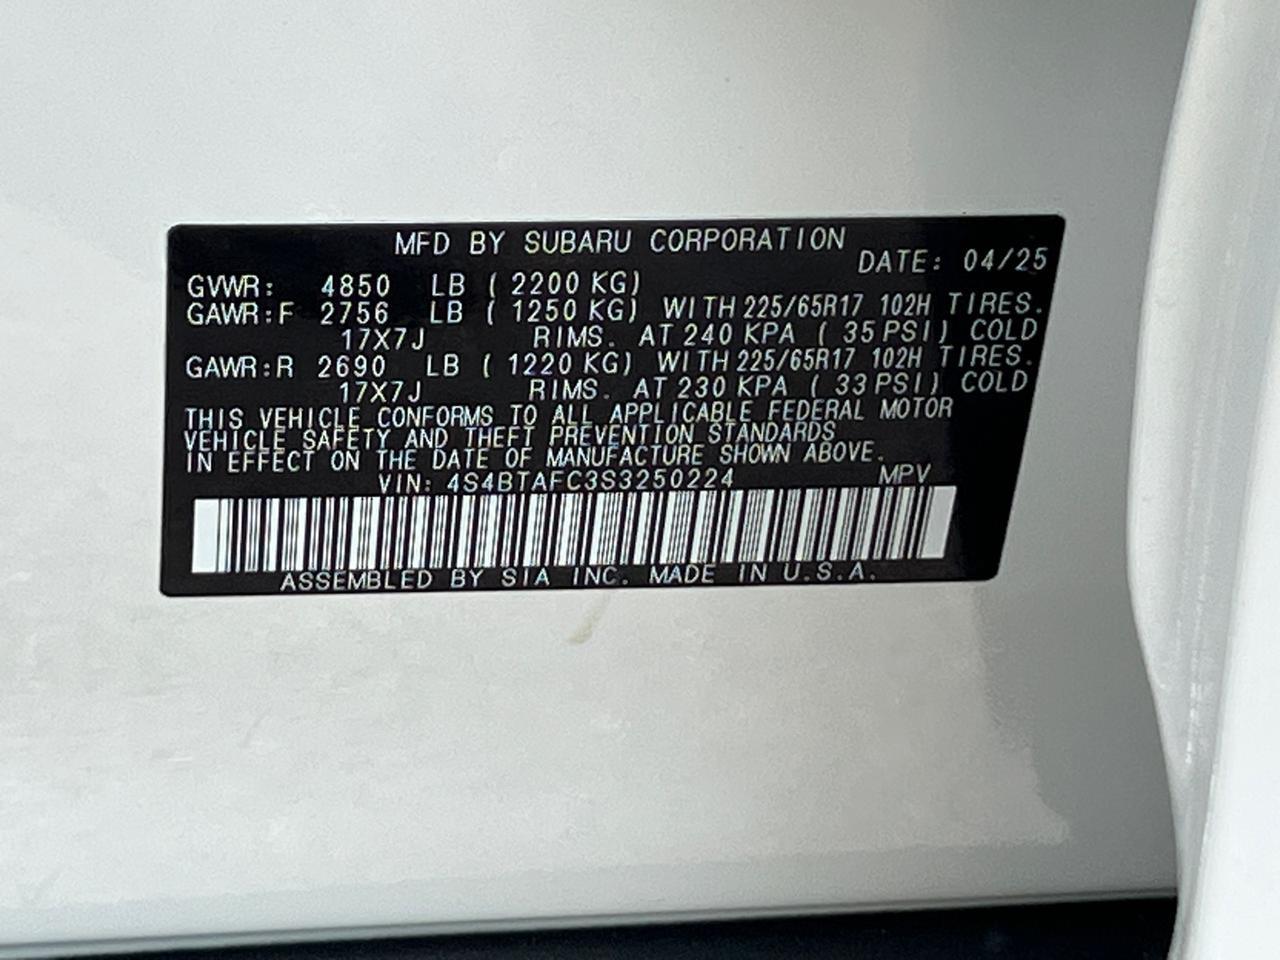 MFD BY SUBARU CORPORATION
DATE: 04/25
GVWR: 4850 LB ( 2200 KG)
GAWR:F 2756 LB ( 1250 KG) WITH 225/65R17 102H TIRES.
17X7J RIMS. AT 240 KPA ( 35 PSI) COLD
GAWR:R 2690 LB ( 1220 KG) WITH 225/65R17 102H TIRES.
17X7J RIMS. AT 230 KPA ( 33 PSI) COLD
THIS VEHICLE CONFORMS TO ALL APPLICABLE FEDERAL MOTOR
VEHICLE SAFETY AND THEFT PREVENTION STANDARDS
IN EFFECT ON THE DATE OF MANUFACTURE SHOWN ABOVE.
VIN: 4S4BTAFC3S3250224 MPV
ASSEMBLED BY SIA INC. MADE IN U.S.A.